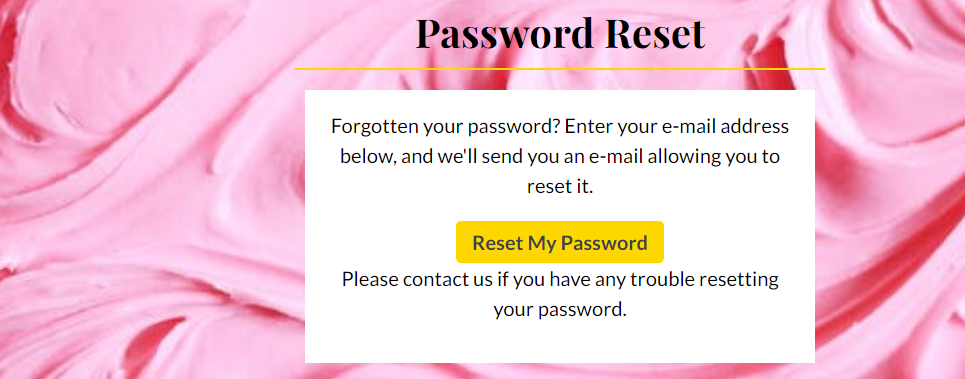 Password Reset
Forgotten your password? Enter your e-mail address
below, and we'll send you an e-mail allowing you to
reset it.
Reset My Password
Please contact us if you have any trouble resetting
your password.